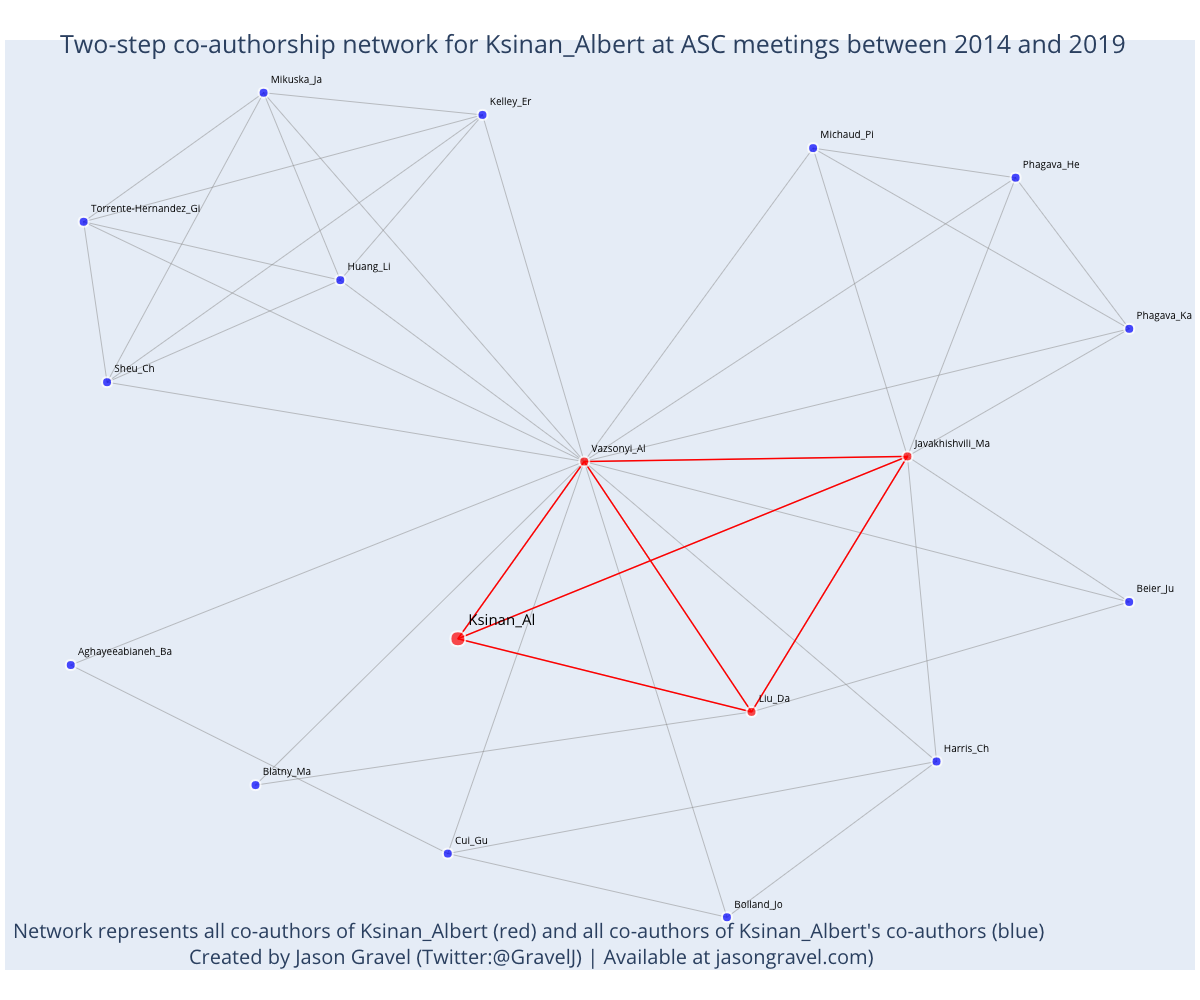 Two-step co-authorship network for Ksinan_Albert at ASC meetings between 2014 and 2019
Mikuska_Ja
Kelley_Er
Michaud_Pi
Phagava_He
Torrente-Hernandez_Gi
Huang_Li
Phagava_Ka
Sheu_Ch
Vazsonyi_Al
Javakhishvili_Ma
Beier_Ju
Ksinan_Al
Aghayeeabianeh_Ba
Liu_Da
Harris_Ch
Blatny_Ma
Cui_Gu
Bolland_Jo
Network represents all co-authors of Ksinan_Albert (red) and all co-authors of Ksinan_Albert's co-authors (blue)
Created by Jason Gravel (Twitter:@GravelJ) | Available at jasongravel.com)